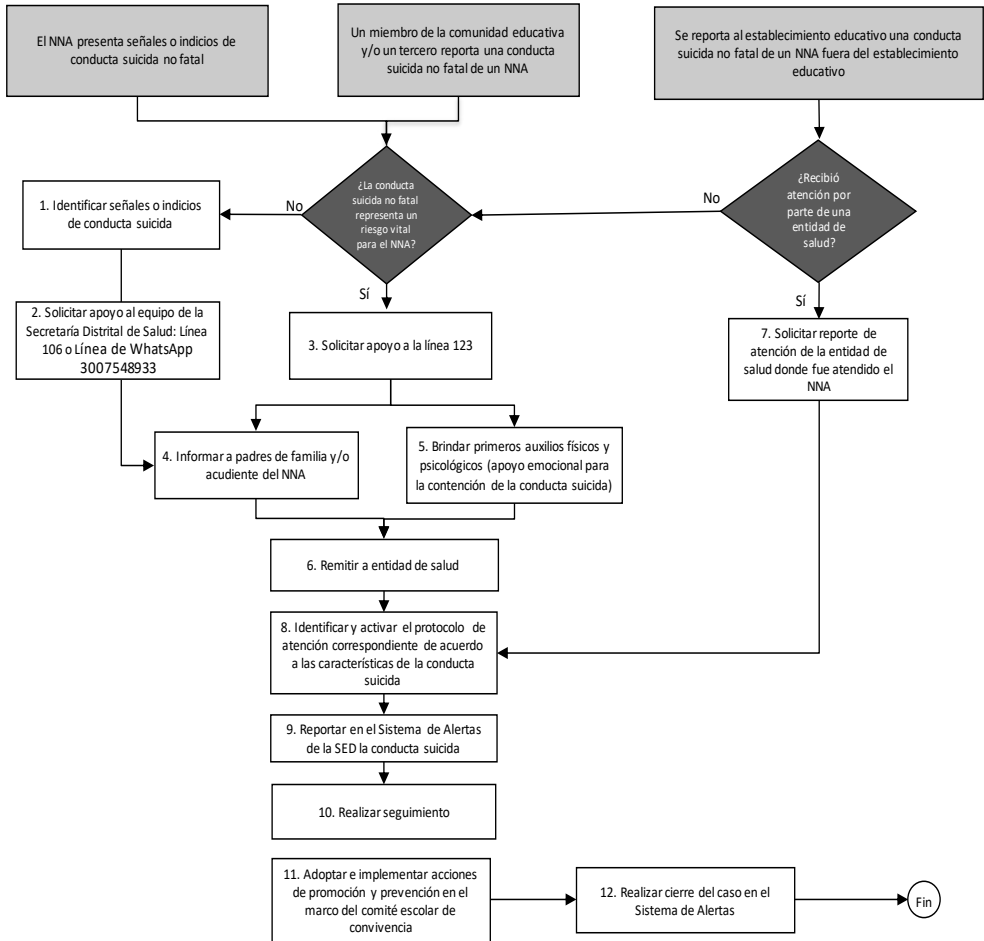 El NNA presenta señales o indicios de
conducta suicida no fatal
Un miembro de la comunidad educativa
y/o un tercero reporta una conducta
suicida no fatal de un NNA
Se reporta al establecimiento educativo una conducta
suicida no fatal de un NNA fuera del establecimiento
educativo
¿La conducta
suicida no fatal
representa un
riesgo vital
para el NNA?
¿Recibió
atención por
parte de una
entidad de
salud?
No
No
1. Identificar señales o indicios
de conducta suicida
Sí
Sí
2. Solicitar apoyo al equipo de la
Secretaría Distrital de Salud: Línea
106 o Línea de WhatsApp
3007548933
3. Solicitar apoyo a la línea 123
7. Solicitar reporte de
atención de la entidad de
salud donde fue atendido el
NNA
4. Informar a padres de familia y/o
acudiente del NNA
5. Brindar primeros auxilios físicos y
psicológicos (apoyo emocional para
la contención de la conducta suicida)
6. Remitir a entidad de salud
8. Identificar y activar el protocolo de
atención correspondiente de acuerdo
a las características de la conducta
suicida
9. Reportar en el Sistema de Alertas
de la SED la conducta suicida
10. Realizar seguimiento
11. Adoptar e implementar acciones
de promoción y prevención en el
marco del comité escolar de
convivencia
12. Realizar cierre del caso en el
Sistema de Alertas
Fin